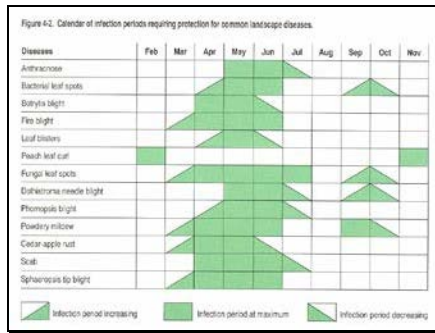 Figure 4-2. Calendar of infection periods requiring protection for common landscape diseases.
Diseases Feb Mar Apr May Jun Jul Aug Sep Oct Nov
Anthracnose
Bacterial leaf spots
Botrytis blight
Fire blight
Leaf blisters
Peach leaf curl
Fungal leaf spots
Dothistroma needle blight
Phomopsis blight
Powdery mildew
Cedar-apple rust
Scab
Sphaeropsis tip blight
Infection period increasing Infection period at maximum Infection period decreasing